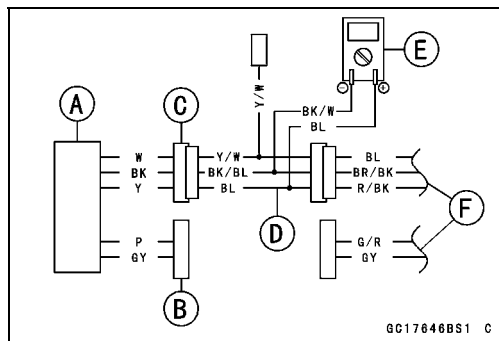 E
A
C
Y/W
BK/W
BL
W Y/W BL
BK BK/BL BR/BK
Y BL R/BK
F
D
P G/R
GY GY
B
GC17646BS1 C